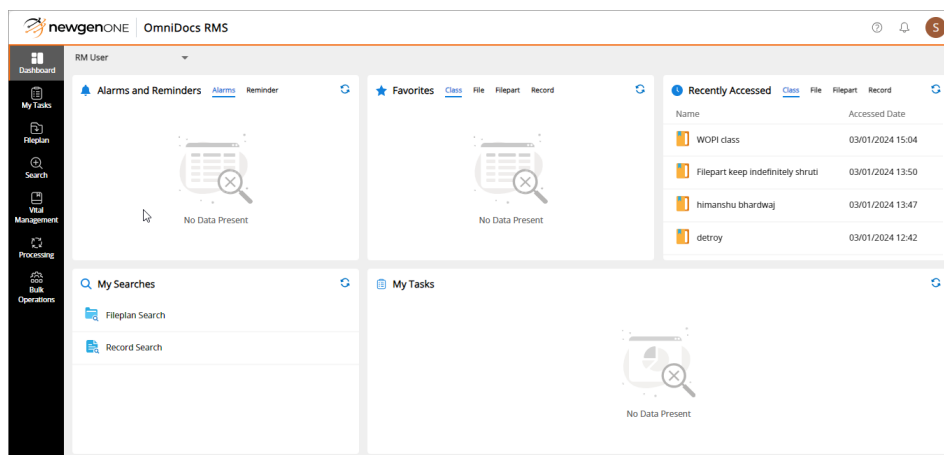 newgenONE OmniDocs RMS
S
Dashboard
My Tasks
Fileplan
Search
Vital
Management
Processing
Bulk
Operations
RM User
Alarms and Reminders Alarms Reminder
No Data Present
Favorites Class File Filepart Record
No Data Present
Recently Accessed Class File Filepart Record
Name Accessed Date
WOPI class 03/01/2024 15:04
Filepart keep indefinitely shruti 03/01/2024 13:50
himanshu bhardwaj 03/01/2024 13:47
detroy 03/01/2024 12:42
My Searches
Fileplan Search
Record Search
My Tasks
No Data Present